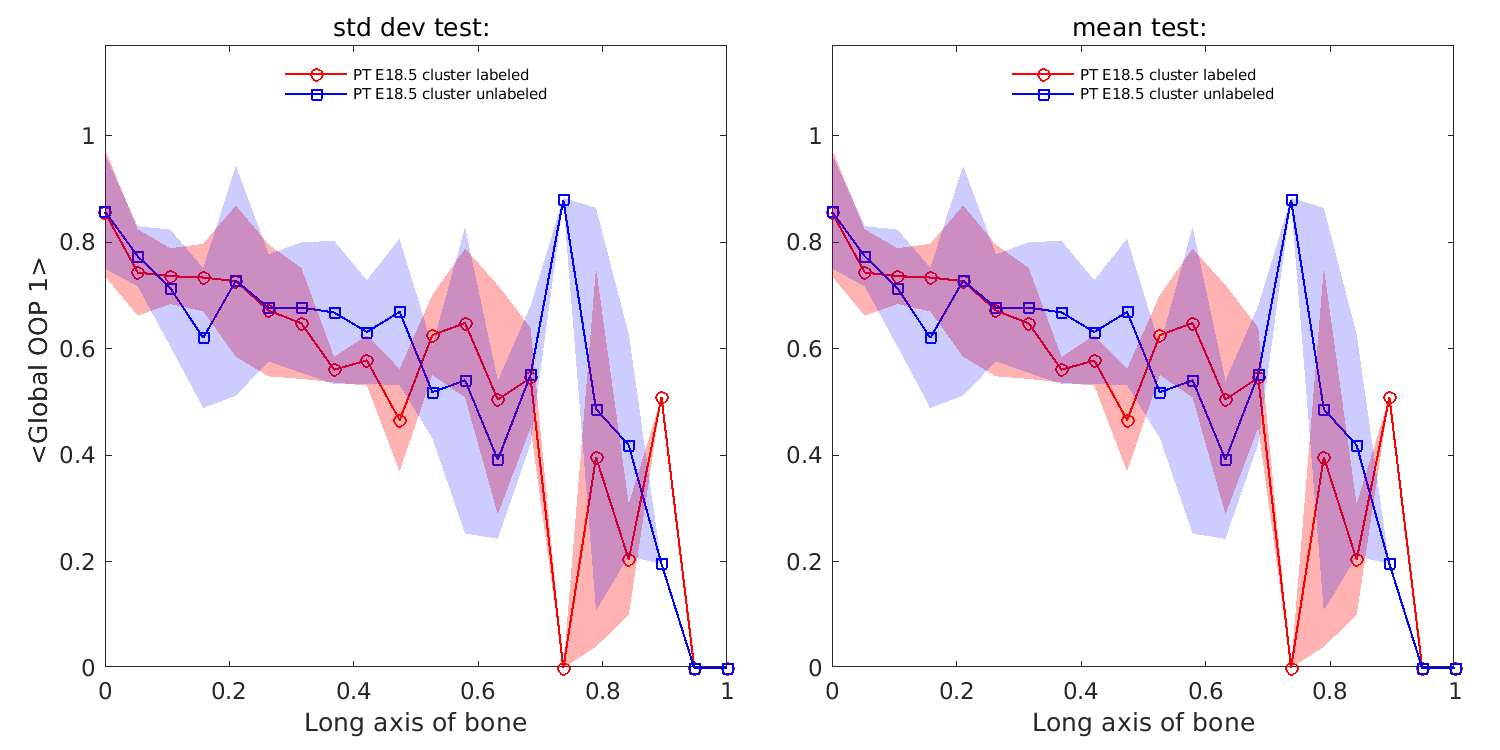 std dev test:
PT E18.5 cluster labeled
PT E18.5 cluster unlabeled
<Global OOP 1>
1
0.8
0.6
0.4
0.2
0
0 0.2 0.4 0.6 0.8 1
Long axis of bone
mean test:
PT E18.5 cluster labeled
PT E18.5 cluster unlabeled
1
0.8
0.6
0.4
0.2
0
0 0.2 0.4 0.6 0.8 1
Long axis of bone